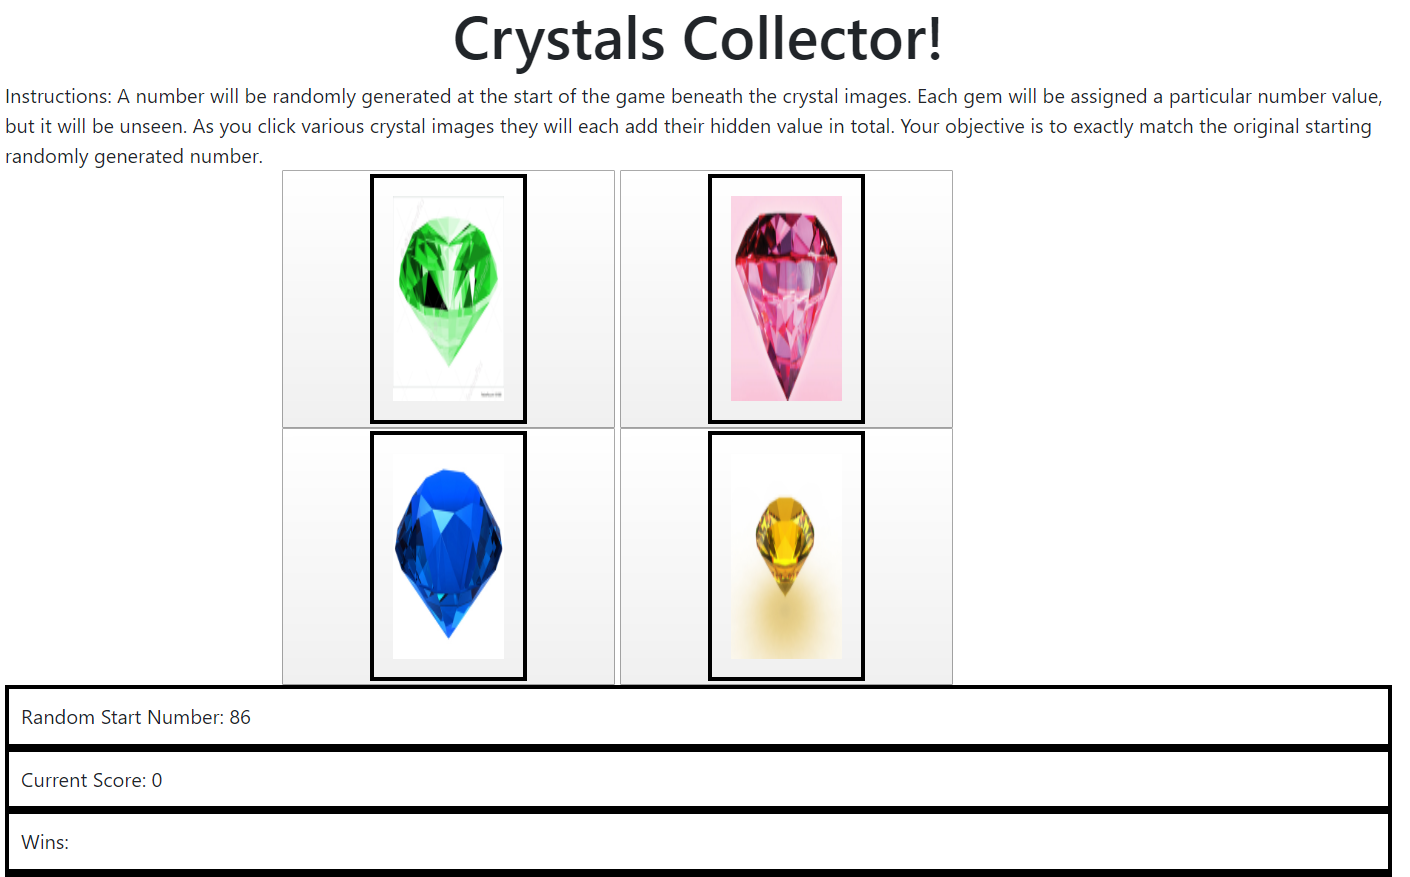 Crystals Collector!
Instructions: A number will be randomly generated at the start of the game beneath the crystal images. Each gem will be assigned a particular number value,
but it will be unseen. As you click various crystal images they will each add their hidden value in total. Your objective is to exactly match the original starting
randomly generated number.
Random Start Number: 86
Current Score: 0
Wins: